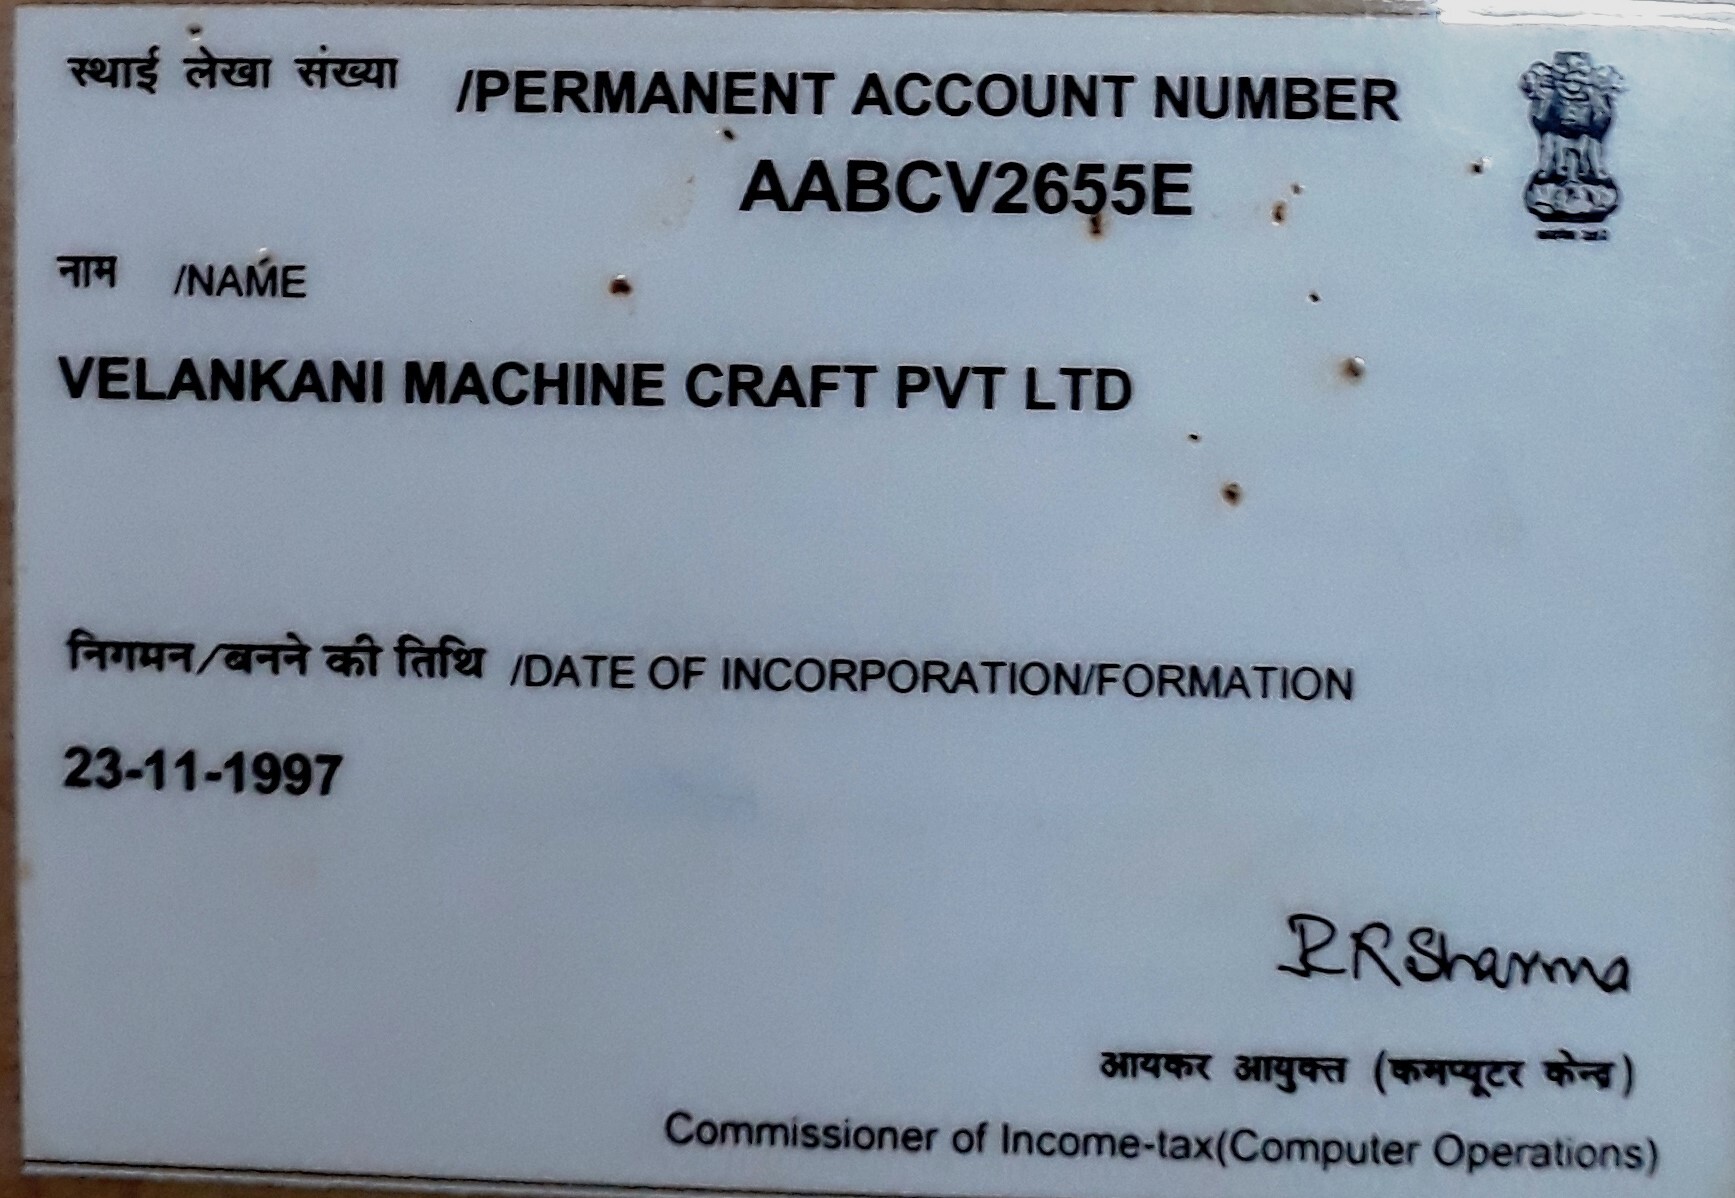 स्थाई लेखा संख्या /PERMANENT ACCOUNT NUMBER
AABCV2655E
नाम /NAME
VELANKANI MACHINE CRAFT PVT LTD
निगमन/बनने की तिथि /DATE OF INCORPORATION/FORMATION
23-11-1997
RRSharma
आयकर आयुक्त (कमप्यूटर केन्द्र)
Commissioner of Income-tax(Computer Operations)